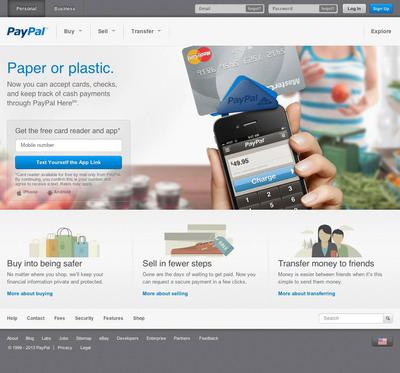 Personal Business
Email forgot? Password forgot? Log In Sign Up
PayPal Buy Sell Transfer Explore
Paper or plastic.
Now you can accept cards, checks,
and keep track of cash payments
through PayPal Here℠.
Get the free card reader and app*
Mobile number
Text Yourself the App Link
*Card reader available for free by mail only from PayPal.
By continuing, you confirm this is your number and
agree to receive a text. Rates may apply.
iPhone Android
MasterCard
PayPal
PayPal
$49.95
Charge
Buy into being safer
No matter where you shop, we'll keep your
financial information private and protected.
More about buying
SALE
Sell in fewer steps
Gone are the days of waiting to get paid. Now you can
request a secure payment in a few clicks.
More about selling
Transfer money to friends
Money is easier between friends when it's this
simple to send them money.
More about transferring
Help Contact Fees Security Features Shop Search
About Blog Labs Jobs Sitemap eBay Developers Enterprise Partners Feedback
© 1999 - 2013 PayPal | Privacy Legal